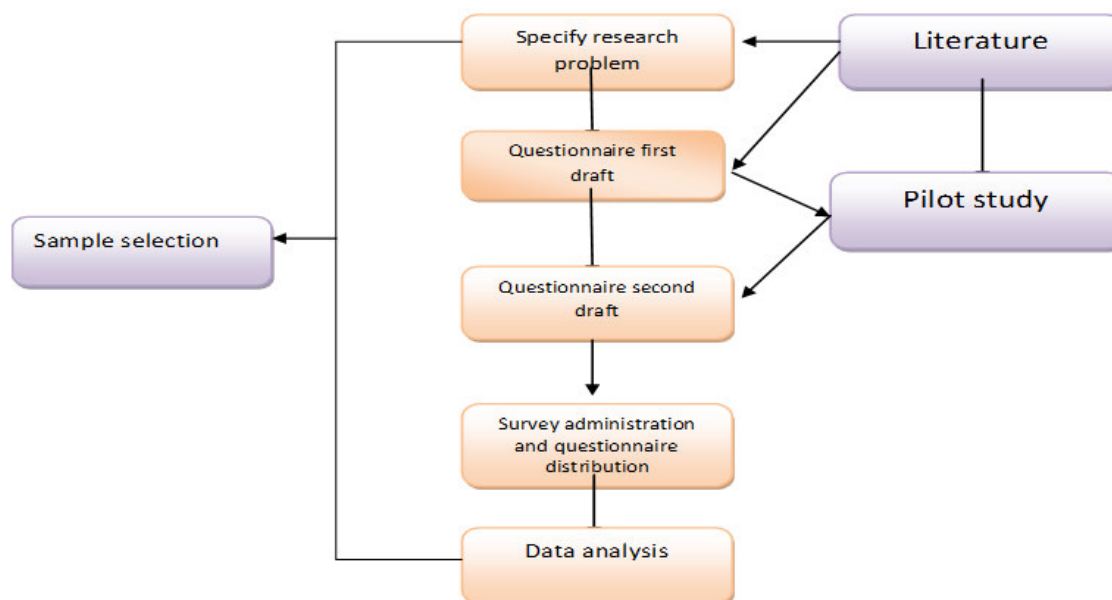 Specify research
problem
Literature
Questionnaire first
draft
Pilot study
Sample selection
Questionnaire second
draft
Survey administration
and questionnaire
distribution
Data analysis